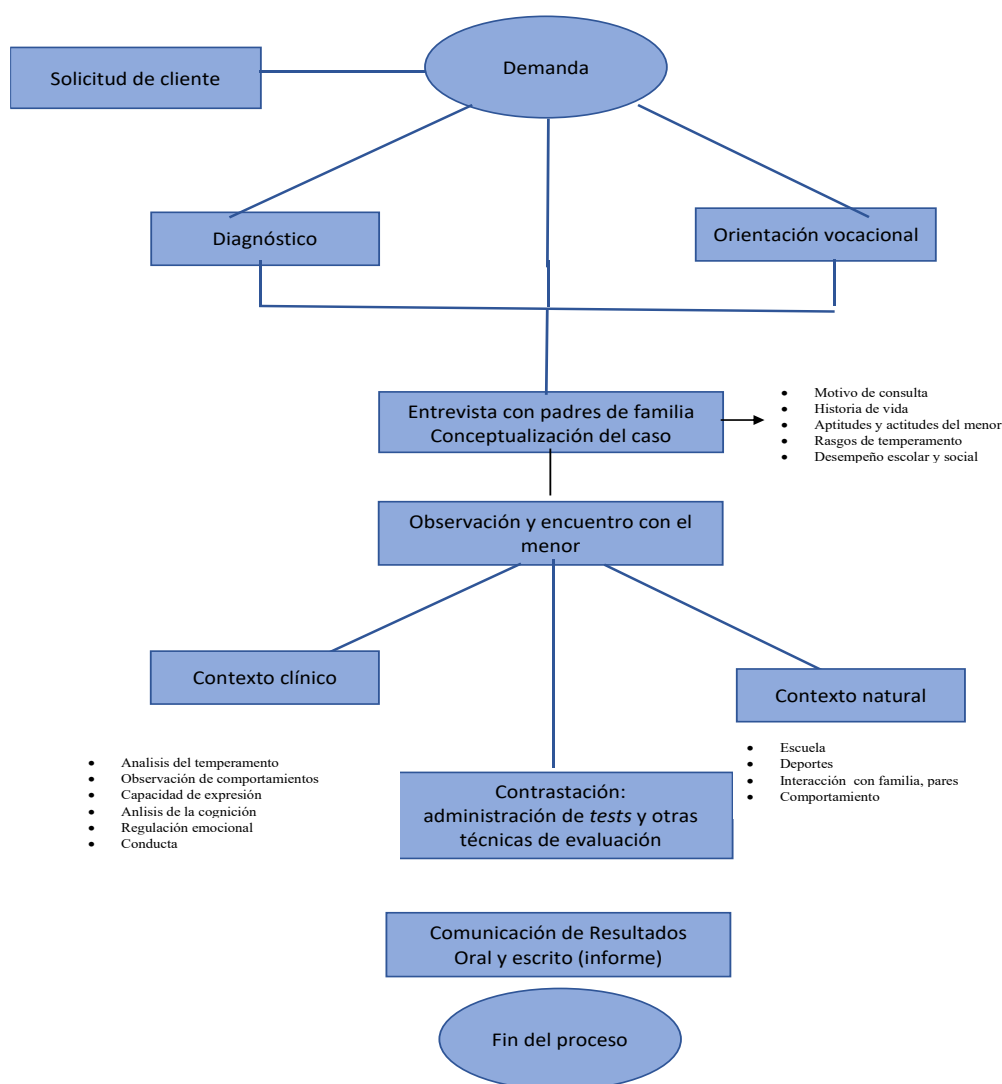 Solicitud de cliente
Demanda
Diagnóstico
Orientación vocacional
Entrevista con padres de familia
Conceptualización del caso
• Motivo de consulta
• Historia de vida
• Aptitudes y actitudes del menor
• Rasgos de temperamento
• Desempeño escolar y social
Observación y encuentro con el
menor
Contexto clínico
Contexto natural
• Analisis del temperamento
• Observación de comportamientos
• Capacidad de expresión
• Anlisis de la cognición
• Regulación emocional
• Conducta
• Escuela
• Deportes
• Interacción con familia, pares
• Comportamiento
Contrastación:
administración de tests y otras
técnicas de evaluación
Comunicación de Resultados
Oral y escrito (informe)
Fin del proceso